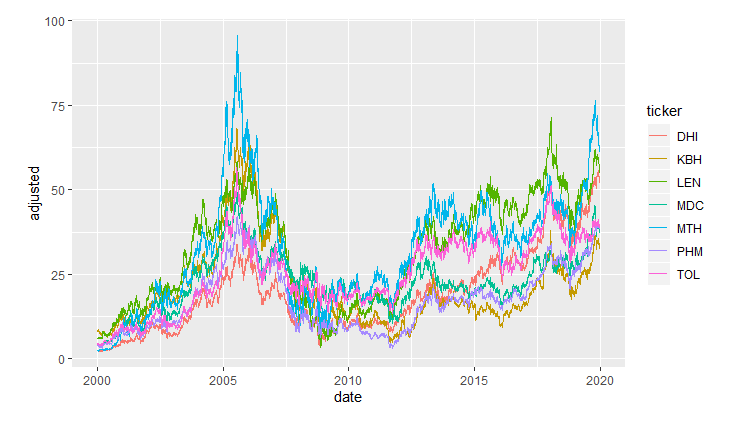 100
75
50
25
0
adjusted
2000
2005
2010
2015
2020
date
ticker
DHI
KBH
LEN
MDC
MTH
PHM
TOL